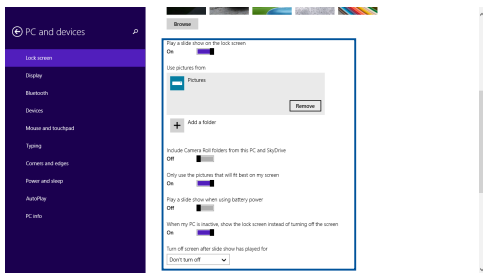 PC and devices
Lock screen
Display
Bluetooth
Devices
Mouse and touchpad
Typing
Corners and edges
Power and sleep
AutoPlay
PC info
Browse
Play a slide show on the lock screen
On
Use pictures from
Pictures
Remove
Add a folder
Include Camera Roll folders from this PC and SkyDrive
Off
Only use the pictures that will fit best on my screen
On
Play a slide show when using battery power
Off
When my PC is inactive, show the lock screen instead of turning off the screen
On
Turn off screen after slide show has played for
Don't turn off